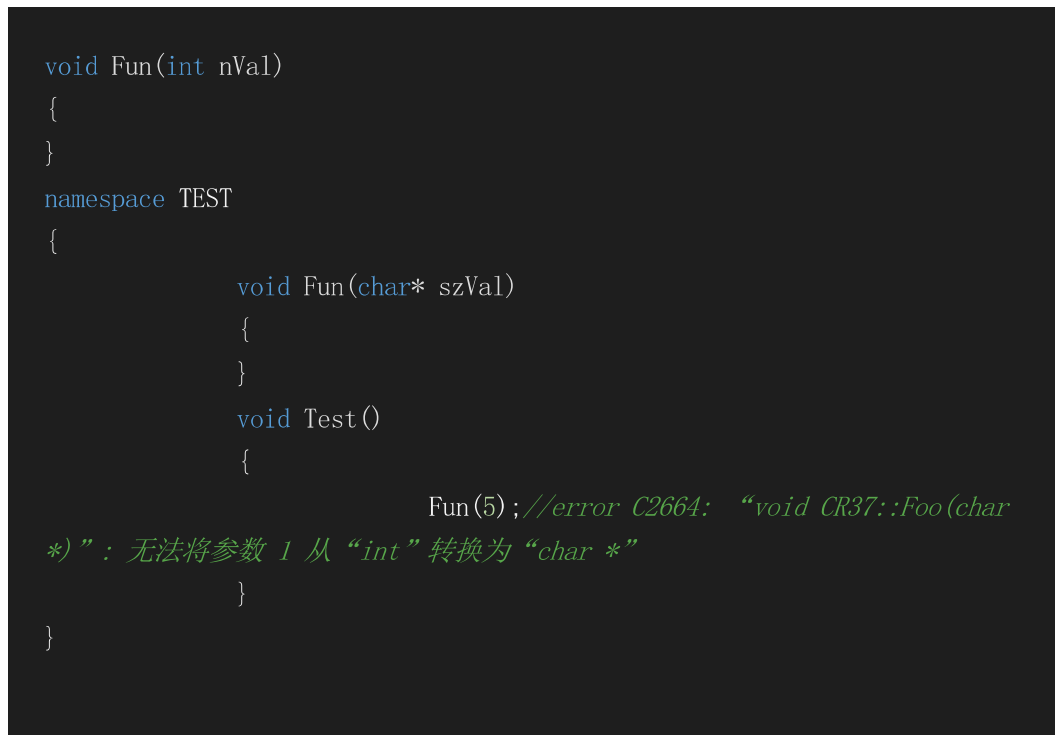 void Fun(int nVal)
{
}
namespace TEST
{
void Fun(char* szVal)
{
}
void Test()
{
Fun(5);//error C2664: “void CR37::Foo(char
*)”: 无法将参数 1 从“int”转换为“char *”
}
}